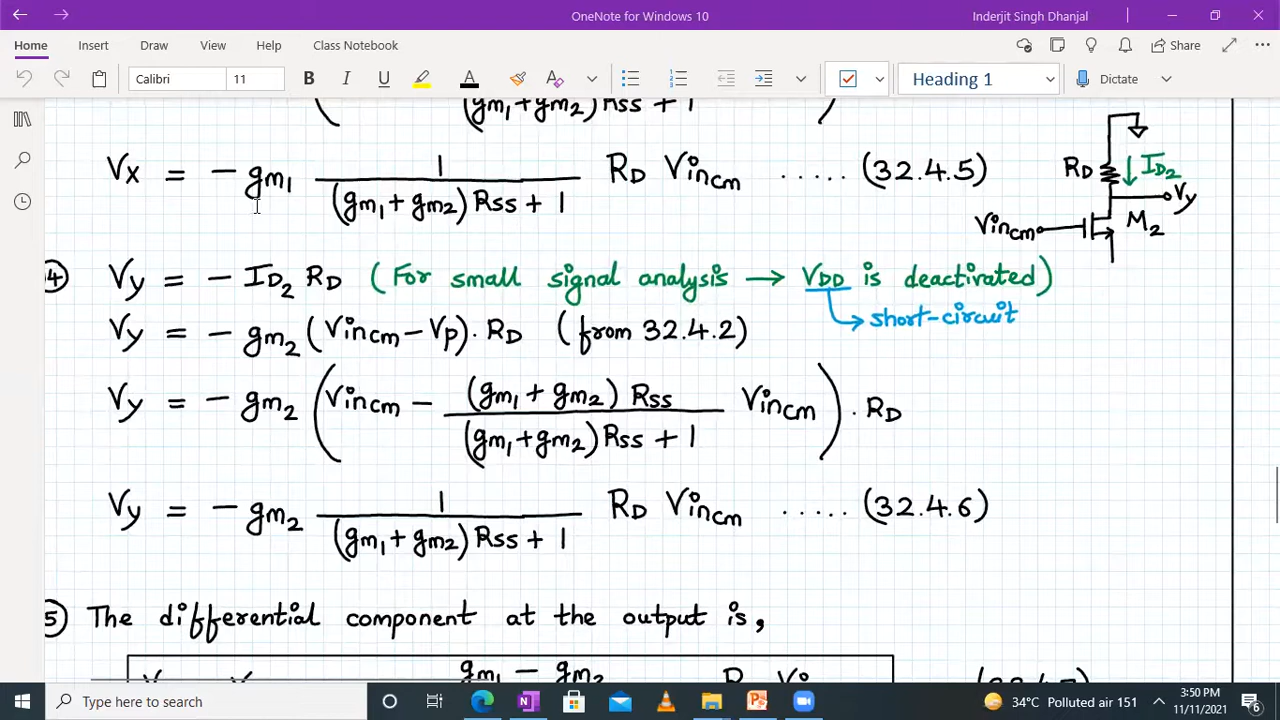 OneNote for Windows 10
Inderjit Singh Dhanjal
Home Insert Draw View Help Class Notebook
Share
Calibri 11 B I U A Heading 1 Dictate
(gm1+gm2) Rss + 1
Vx = - gm1 1 / ((gm1 + gm2) Rss + 1) RD Vincm ..... (32.4.5)
RD ID2
Vy
Vincm M2
4) Vy = - ID2 RD (For small signal analysis → VDD is deactivated)
→ short-circuit
Vy = - gm2 (Vincm - Vp) . RD (from 32.4.2)
Vy = - gm2 (Vincm - (gm1 + gm2) Rss / ((gm1 + gm2) Rss + 1) Vincm) . RD
Vy = - gm2 1 / ((gm1 + gm2) Rss + 1) RD Vincm ..... (32.4.6)
5) The differential component at the output is,
gm1 - gm2
Type here to search
34°C Polluted air 151
3:50 PM
11/11/2021
6